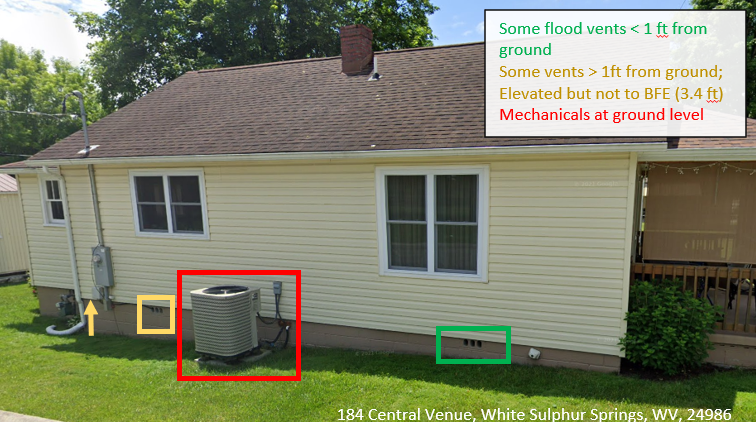 Some flood vents < 1 ft from
ground
Some vents > 1ft from ground;
Elevated but not to BFE (3.4 ft)
Mechanicals at ground level
184 Central Venue, White Sulphur Springs, WV, 24986